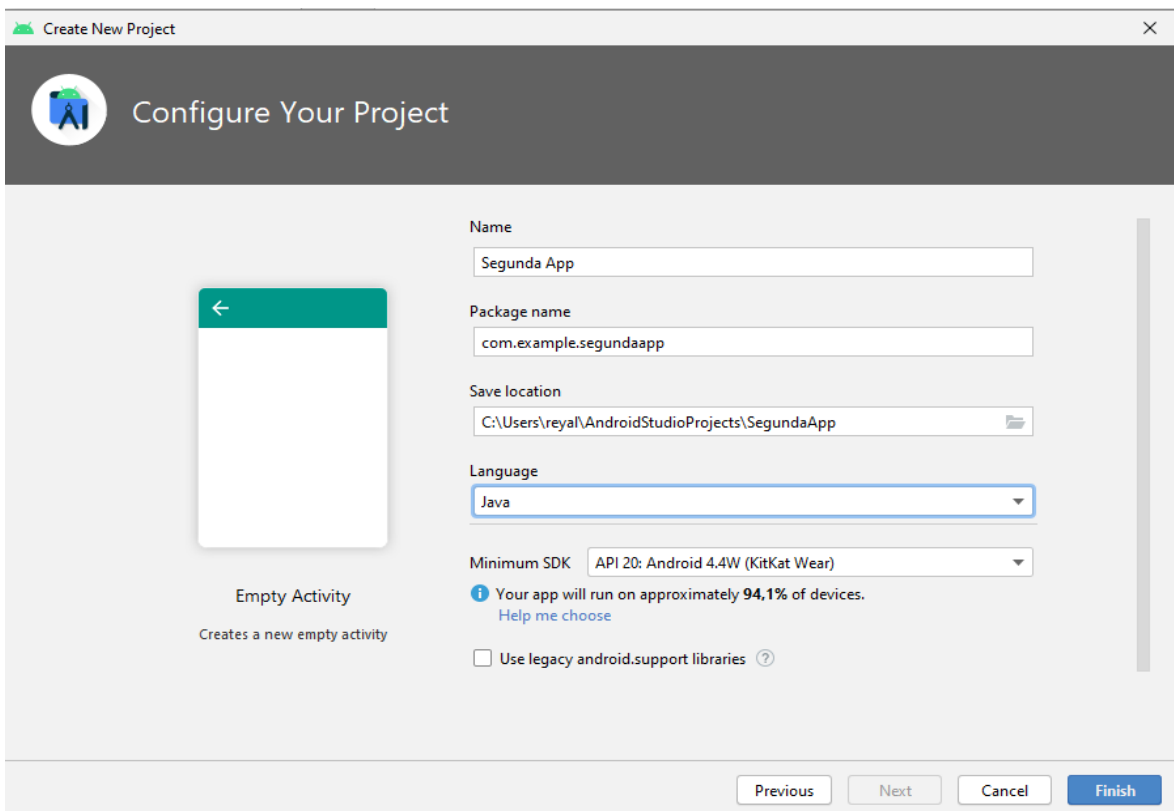 Create New Project
Configure Your Project
Name
Segunda App
Package name
com.example.segundaapp
Save location
C:\Users\reyal\AndroidStudioProjects\SegundaApp
Language
Java
Minimum SDK API 20: Android 4.4W (KitKat Wear)
Your app will run on approximately 94,1% of devices.
Help me choose
Use legacy android.support libraries ?
Empty Activity
Creates a new empty activity
Previous Next Cancel Finish